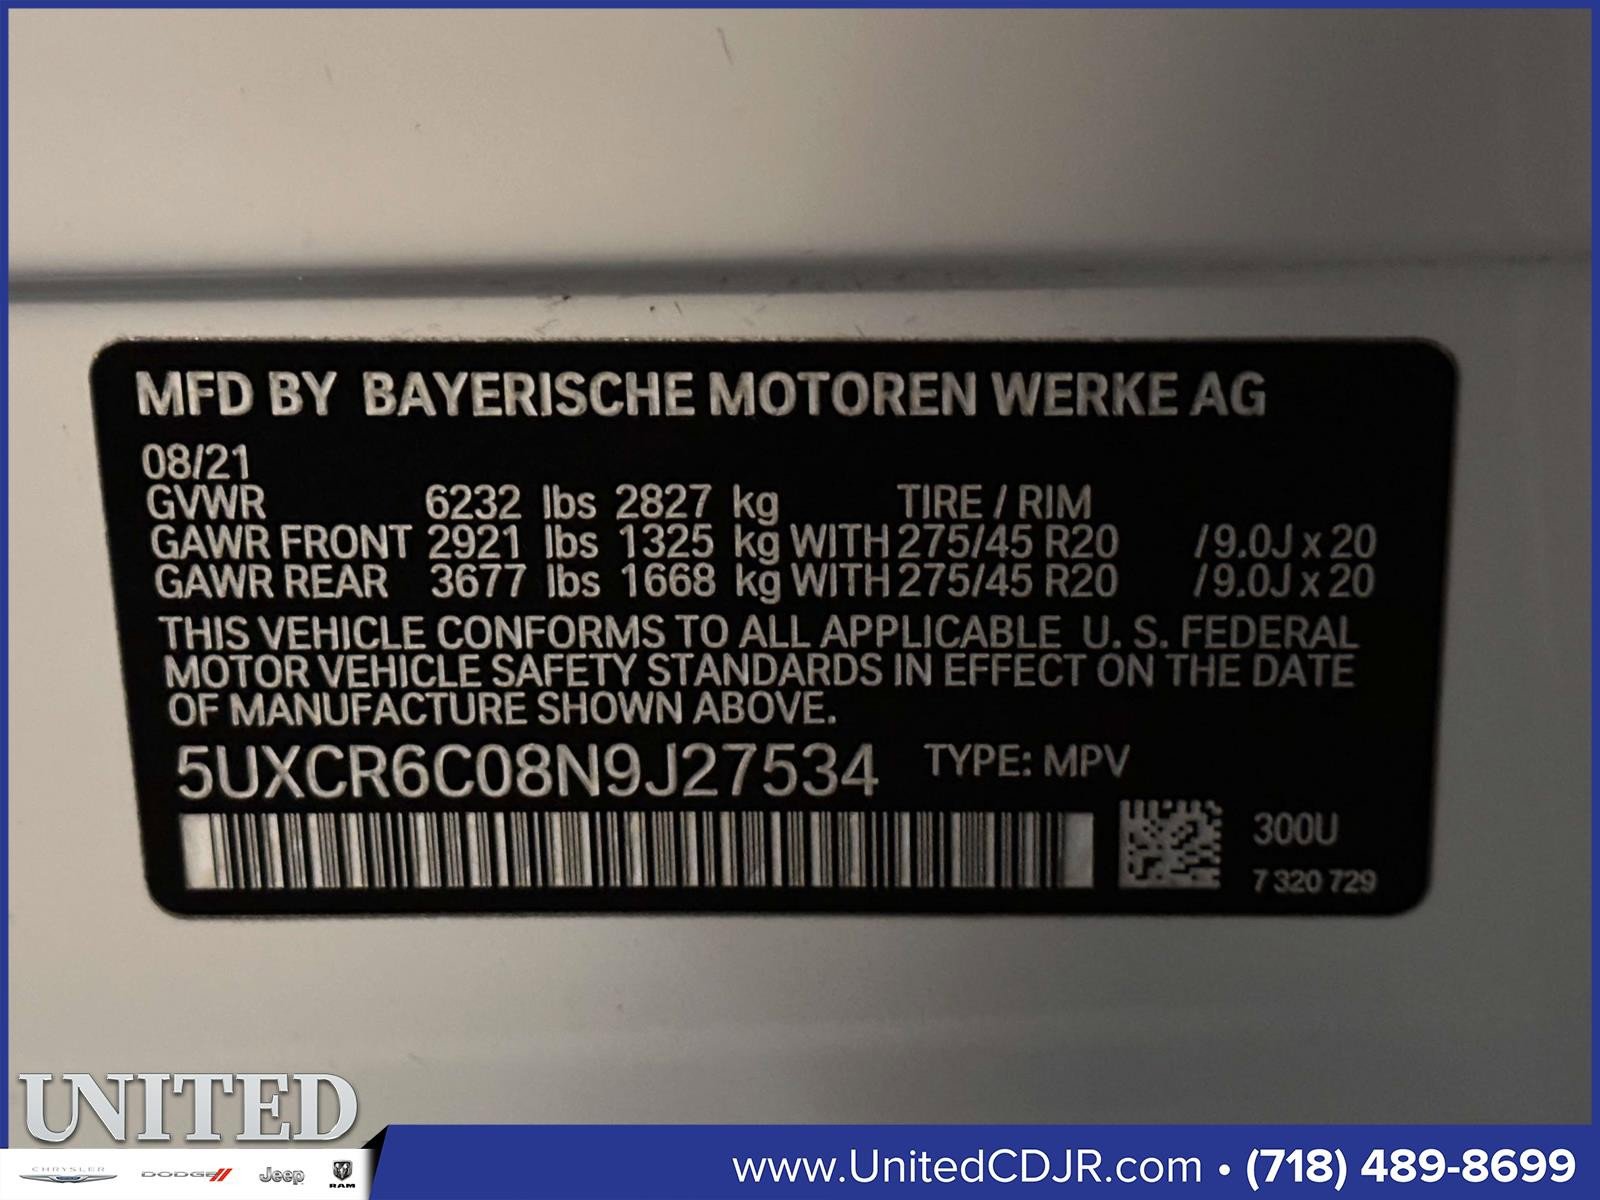 MFD BY BAYERISCHE MOTOREN WERKE AG
08/21
GVWR 6232 lbs 2827 kg TIRE / RIM
GAWR FRONT 2921 lbs 1325 kg WITH 275/45 R20 / 9.0J x 20
GAWR REAR 3677 lbs 1668 kg WITH 275/45 R20 / 9.0J x 20
THIS VEHICLE CONFORMS TO ALL APPLICABLE U. S. FEDERAL
MOTOR VEHICLE SAFETY STANDARDS IN EFFECT ON THE DATE
OF MANUFACTURE SHOWN ABOVE.
5UXCR6C08N9J27534 TYPE: MPV
300U
7 320 729
UNITED
CHRYSLER DODGE Jeep RAM
www.UnitedCDJR.com • (718) 489-8699